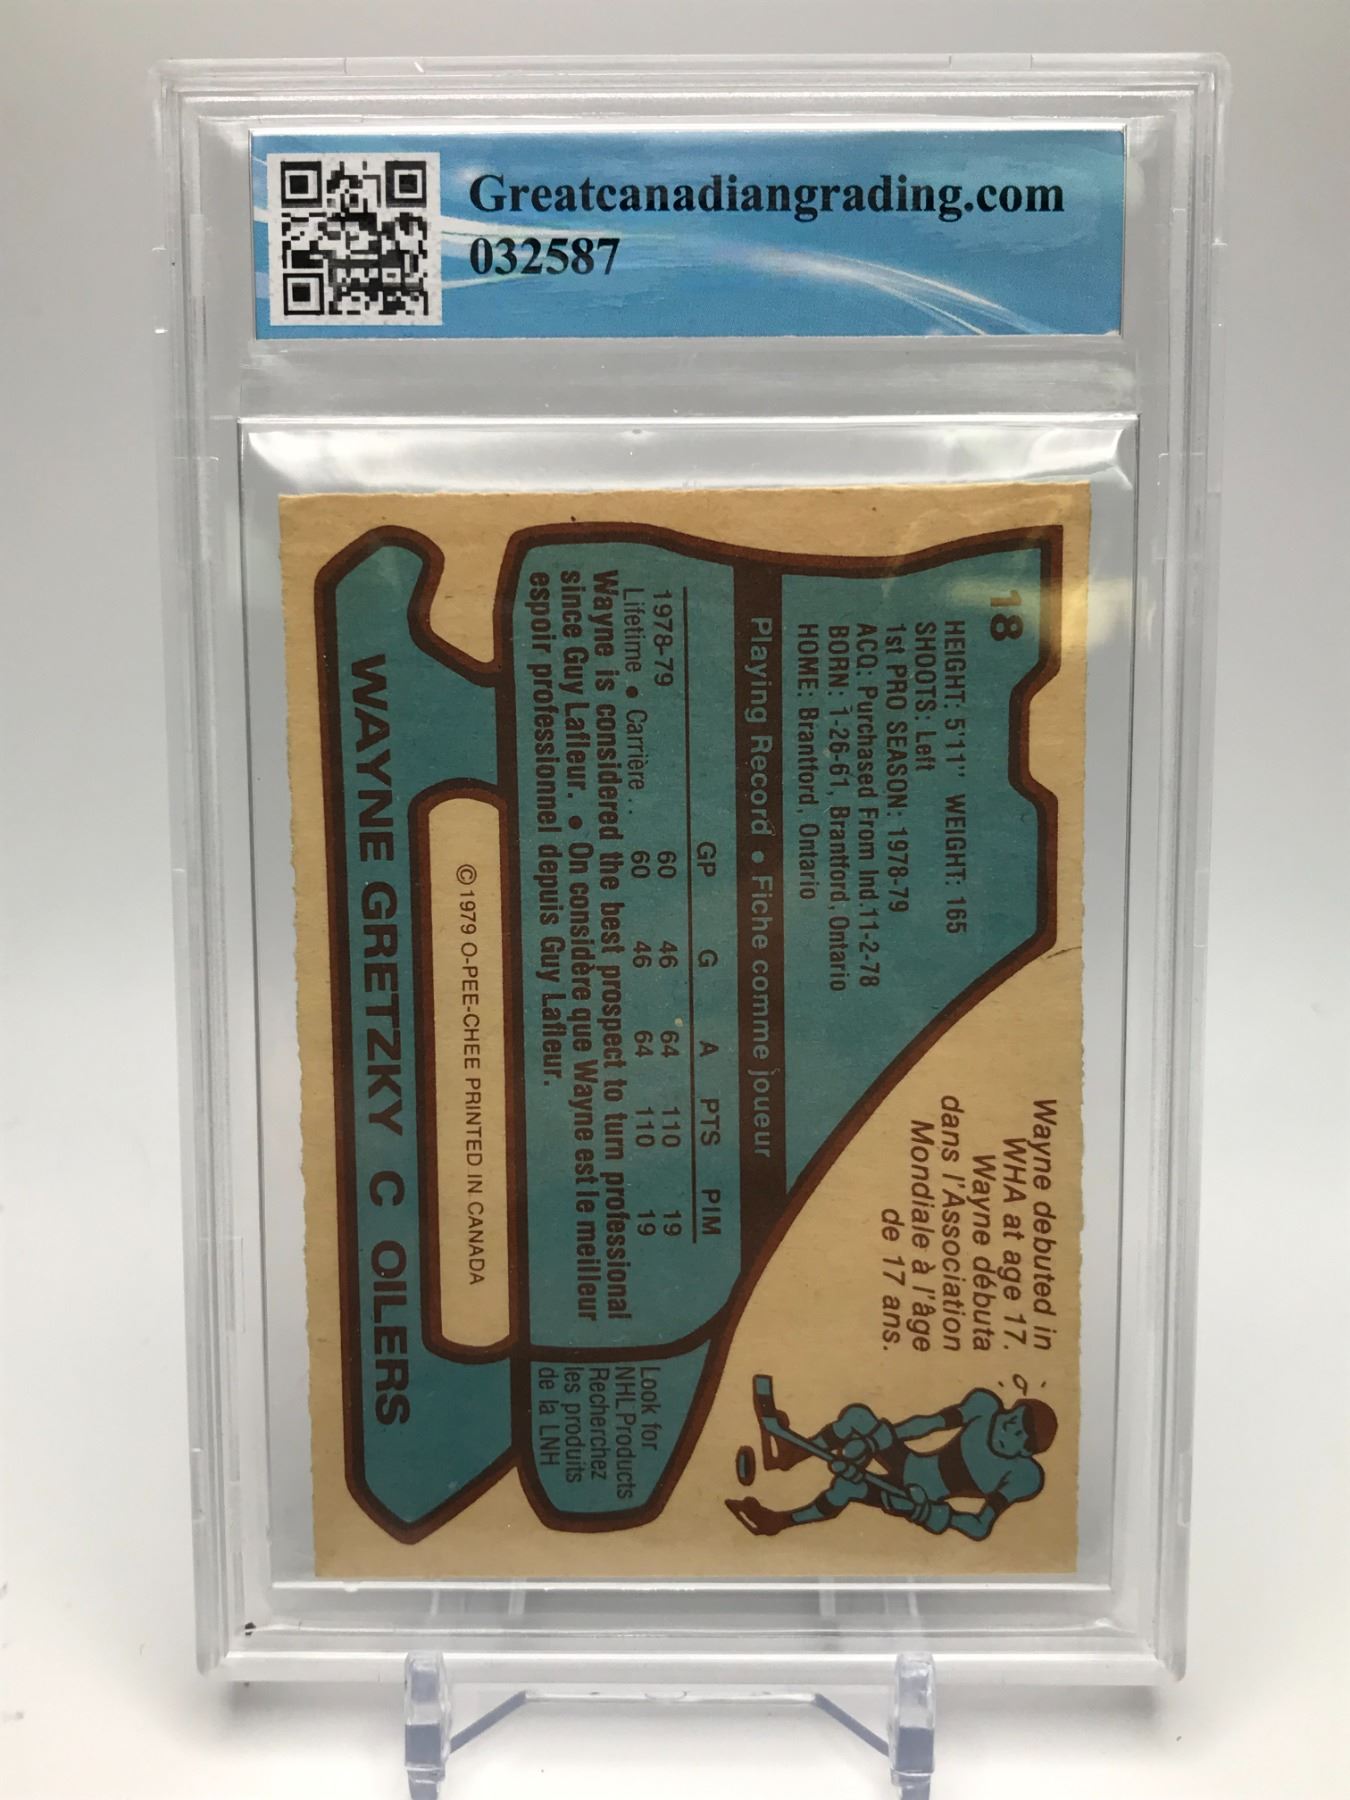 Greatcanadiangrading.com
032587
18
HEIGHT: 5'11" WEIGHT: 165
SHOOTS: Left
1st PRO SEASON: 1978-79
ACQ: Purchased From Ind.11-2-78
BORN: 1-26-61, Brantford, Ontario
HOME: Brantford, Ontario
Wayne debuted in
WHA at age 17.
Wayne débuta
dans l'Association
Mondiale à l'âge
de 17 ans.
Playing Record • Fiche comme joueur
GP G A PTS PIM
1978-79 60 46 64 110 19
Lifetime • Carrière .. 60 46 64 110 19
Wayne is considered the best prospect to turn professional
since Guy Lafleur. • On considère que Wayne est le meilleur
espoir professionnel depuis Guy Lafleur.
Look for
NHL Products
Recherchez
les produits
de la LNH
© 1979 O-PEE-CHEE PRINTED IN CANADA
WAYNE GRETZKY C OILERS